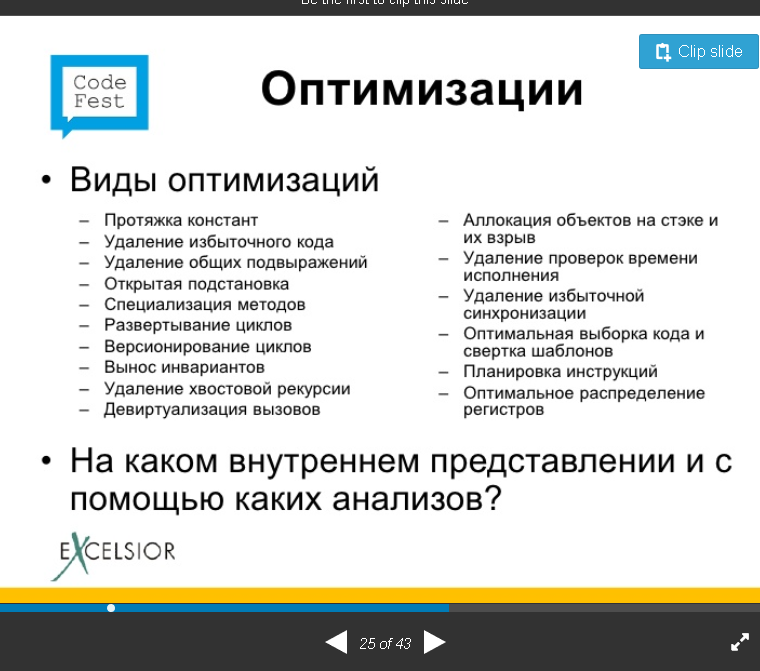 Be the first to clip this slide
Clip slide
Code
Fest
Оптимизации
• Виды оптимизаций
– Протяжка констант
– Удаление избыточного кода
– Удаление общих подвыражений
– Открытая подстановка
– Специализация методов
– Развертывание циклов
– Версионирование циклов
– Вынос инвариантов
– Удаление хвостовой рекурсии
– Девиртуализация вызовов
– Аллокация объектов на стэке и
их взрыв
– Удаление проверок времени
исполнения
– Удаление избыточной
синхронизации
– Оптимальная выборка кода и
свертка шаблонов
– Планировка инструкций
– Оптимальное распределение
регистров
• На каком внутреннем представлении и с
помощью каких анализов?
EXCELSIOR
25 of 43